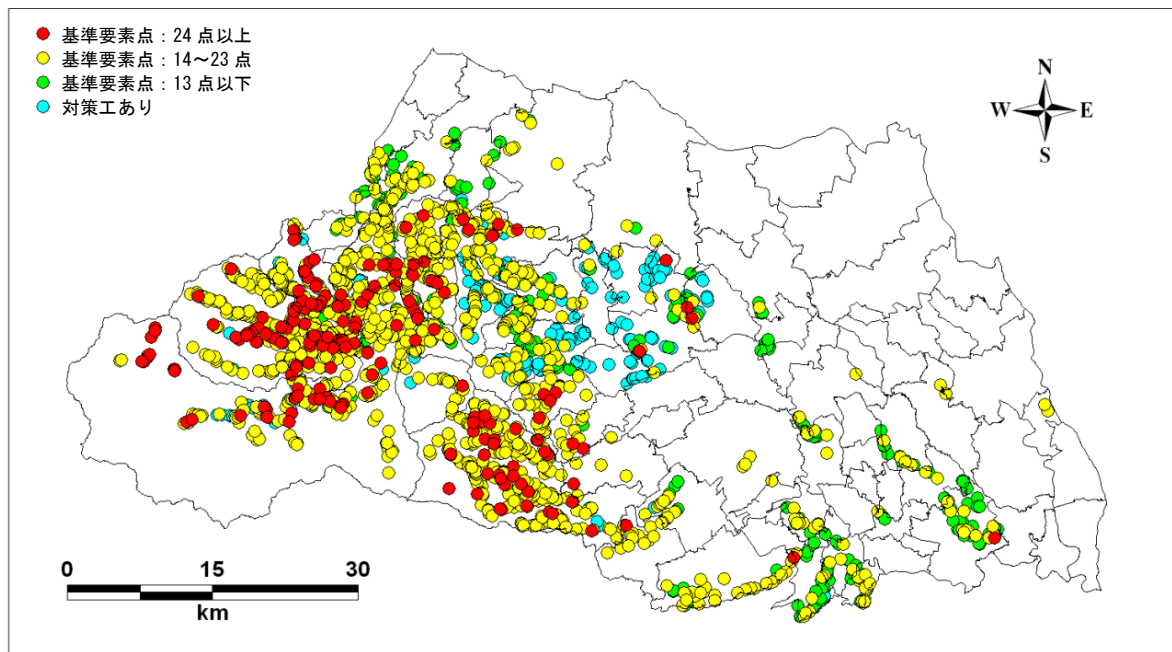 基準要素点：24 点以上
基準要素点：14～23 点
基準要素点：13 点以下
対策工あり
N
W E
S
0 15 30
km